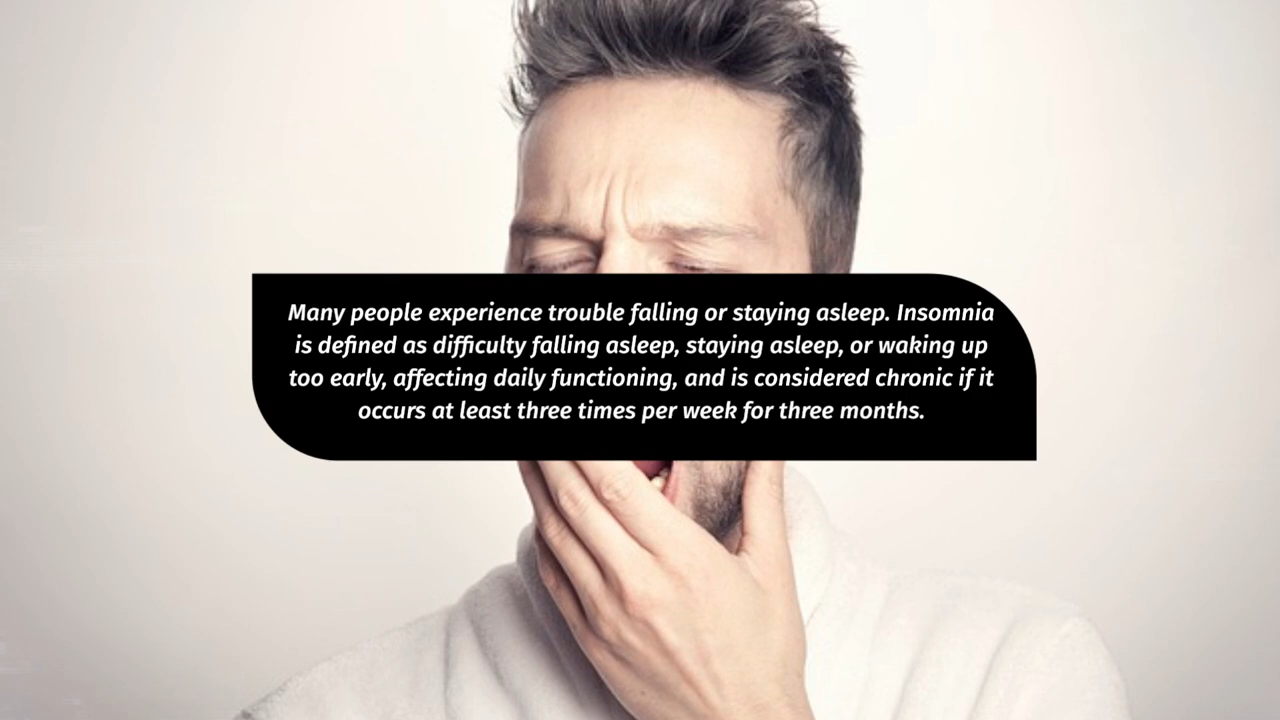 Many people experience trouble falling or staying asleep. Insomnia
is defined as difficulty falling asleep, staying asleep, or waking up
too early, affecting daily functioning, and is considered chronic if it
occurs at least three times per week for three months.